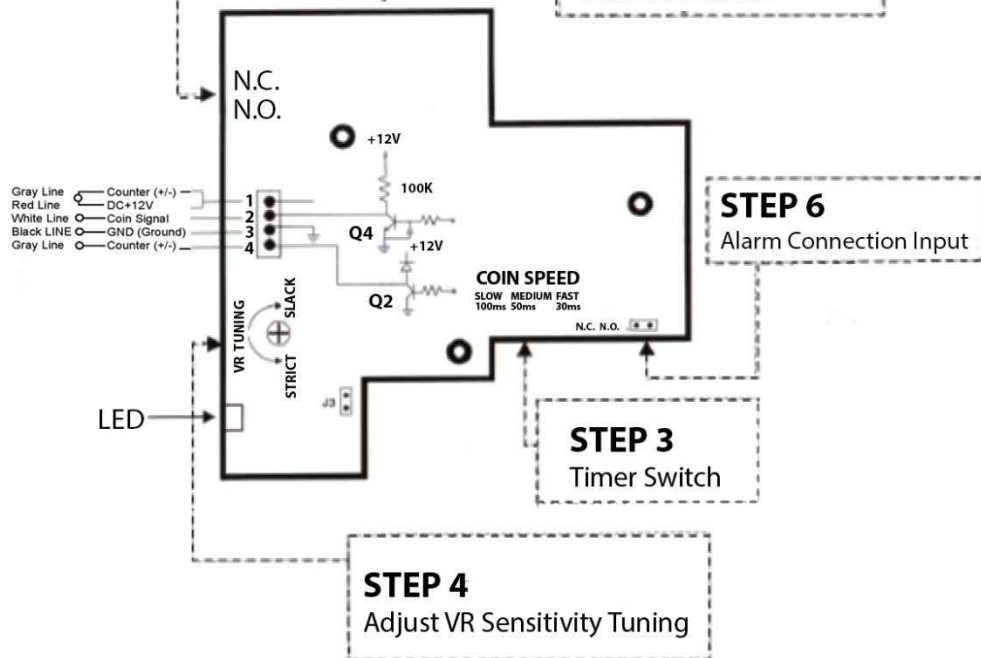 N.C.
N.O.
+12V
100K
Gray Line Counter (+/-)
Red Line DC+12V
White Line Coin Signal
Black LINE GND (Ground)
Gray Line Counter (+/-)
1
2
3
4
Q4
+12V
Q2
COIN SPEED
SLOW MEDIUM FAST
100ms 50ms 30ms
N.C. N.O.
VR TUNING
SLACK
STRICT
J3
LED
STEP 6
Alarm Connection Input
STEP 3
Timer Switch
STEP 4
Adjust VR Sensitivity Tuning